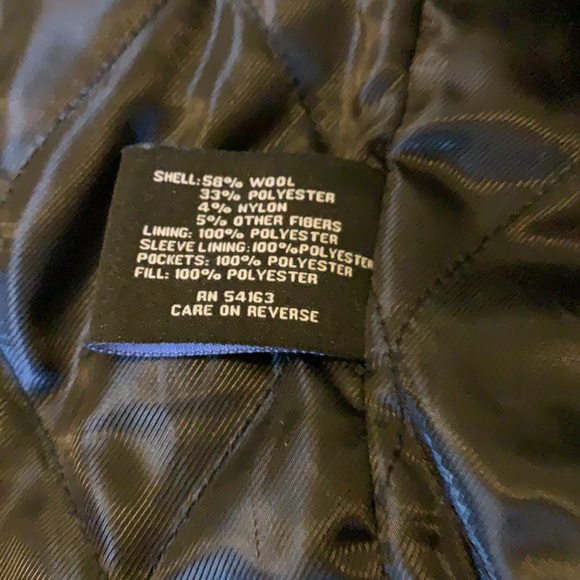 SHELL: 58% WOOL
33% POLYESTER
4% NYLON
5% OTHER FIBERS
LINING: 100% POLYESTER
SLEEVE LINING: 100% POLYESTER
POCKETS: 100% POLYESTER
FILL: 100% POLYESTER
RN 54163
CARE ON REVERSE